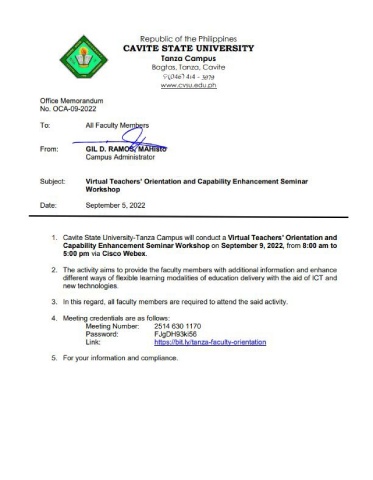 Republic of the Philippines
CAVITE STATE UNIVERSITY
Tanza Campus
Bagtas, Tanza, Cavite
(046) 414 - 3979
www.cvsu.edu.ph
Office Memorandum
No. OCA-09-2022
To: All Faculty Members
From: GIL D. RAMOS, MAHisto
Campus Administrator
Subject: Virtual Teachers' Orientation and Capability Enhancement Seminar
Workshop
Date: September 5, 2022
1. Cavite State University-Tanza Campus will conduct a Virtual Teachers' Orientation and
Capability Enhancement Seminar Workshop on September 9, 2022, from 8:00 am to
5:00 pm via Cisco Webex.
2. The activity aims to provide the faculty members with additional information and enhance
different ways of flexible learning modalities of education delivery with the aid of ICT and
new technologies.
3. In this regard, all faculty members are required to attend the said activity.
4. Meeting credentials are as follows:
Meeting Number: 2514 630 1170
Password: FJgDH93ki56
Link: https://bit.ly/tanza-faculty-orientation
5. For your information and compliance.